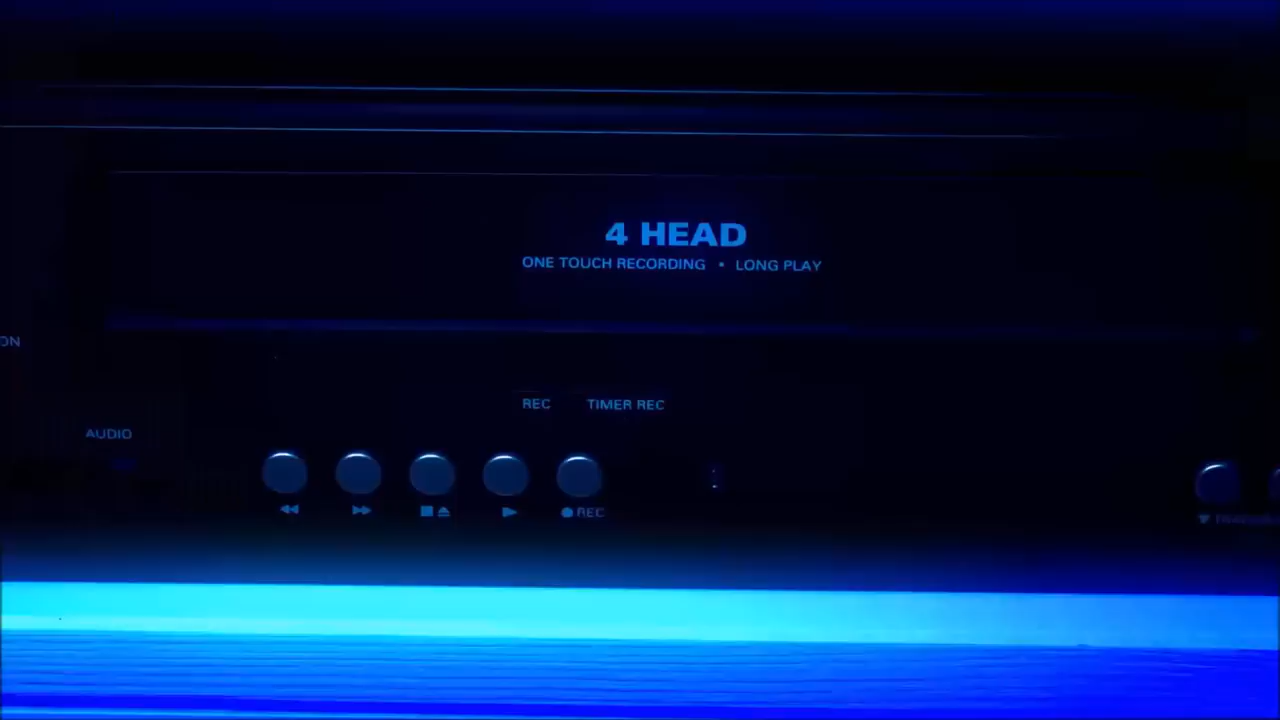 4 HEAD
ONE TOUCH RECORDING • LONG PLAY
REC TIMER REC
AUDIO
REC